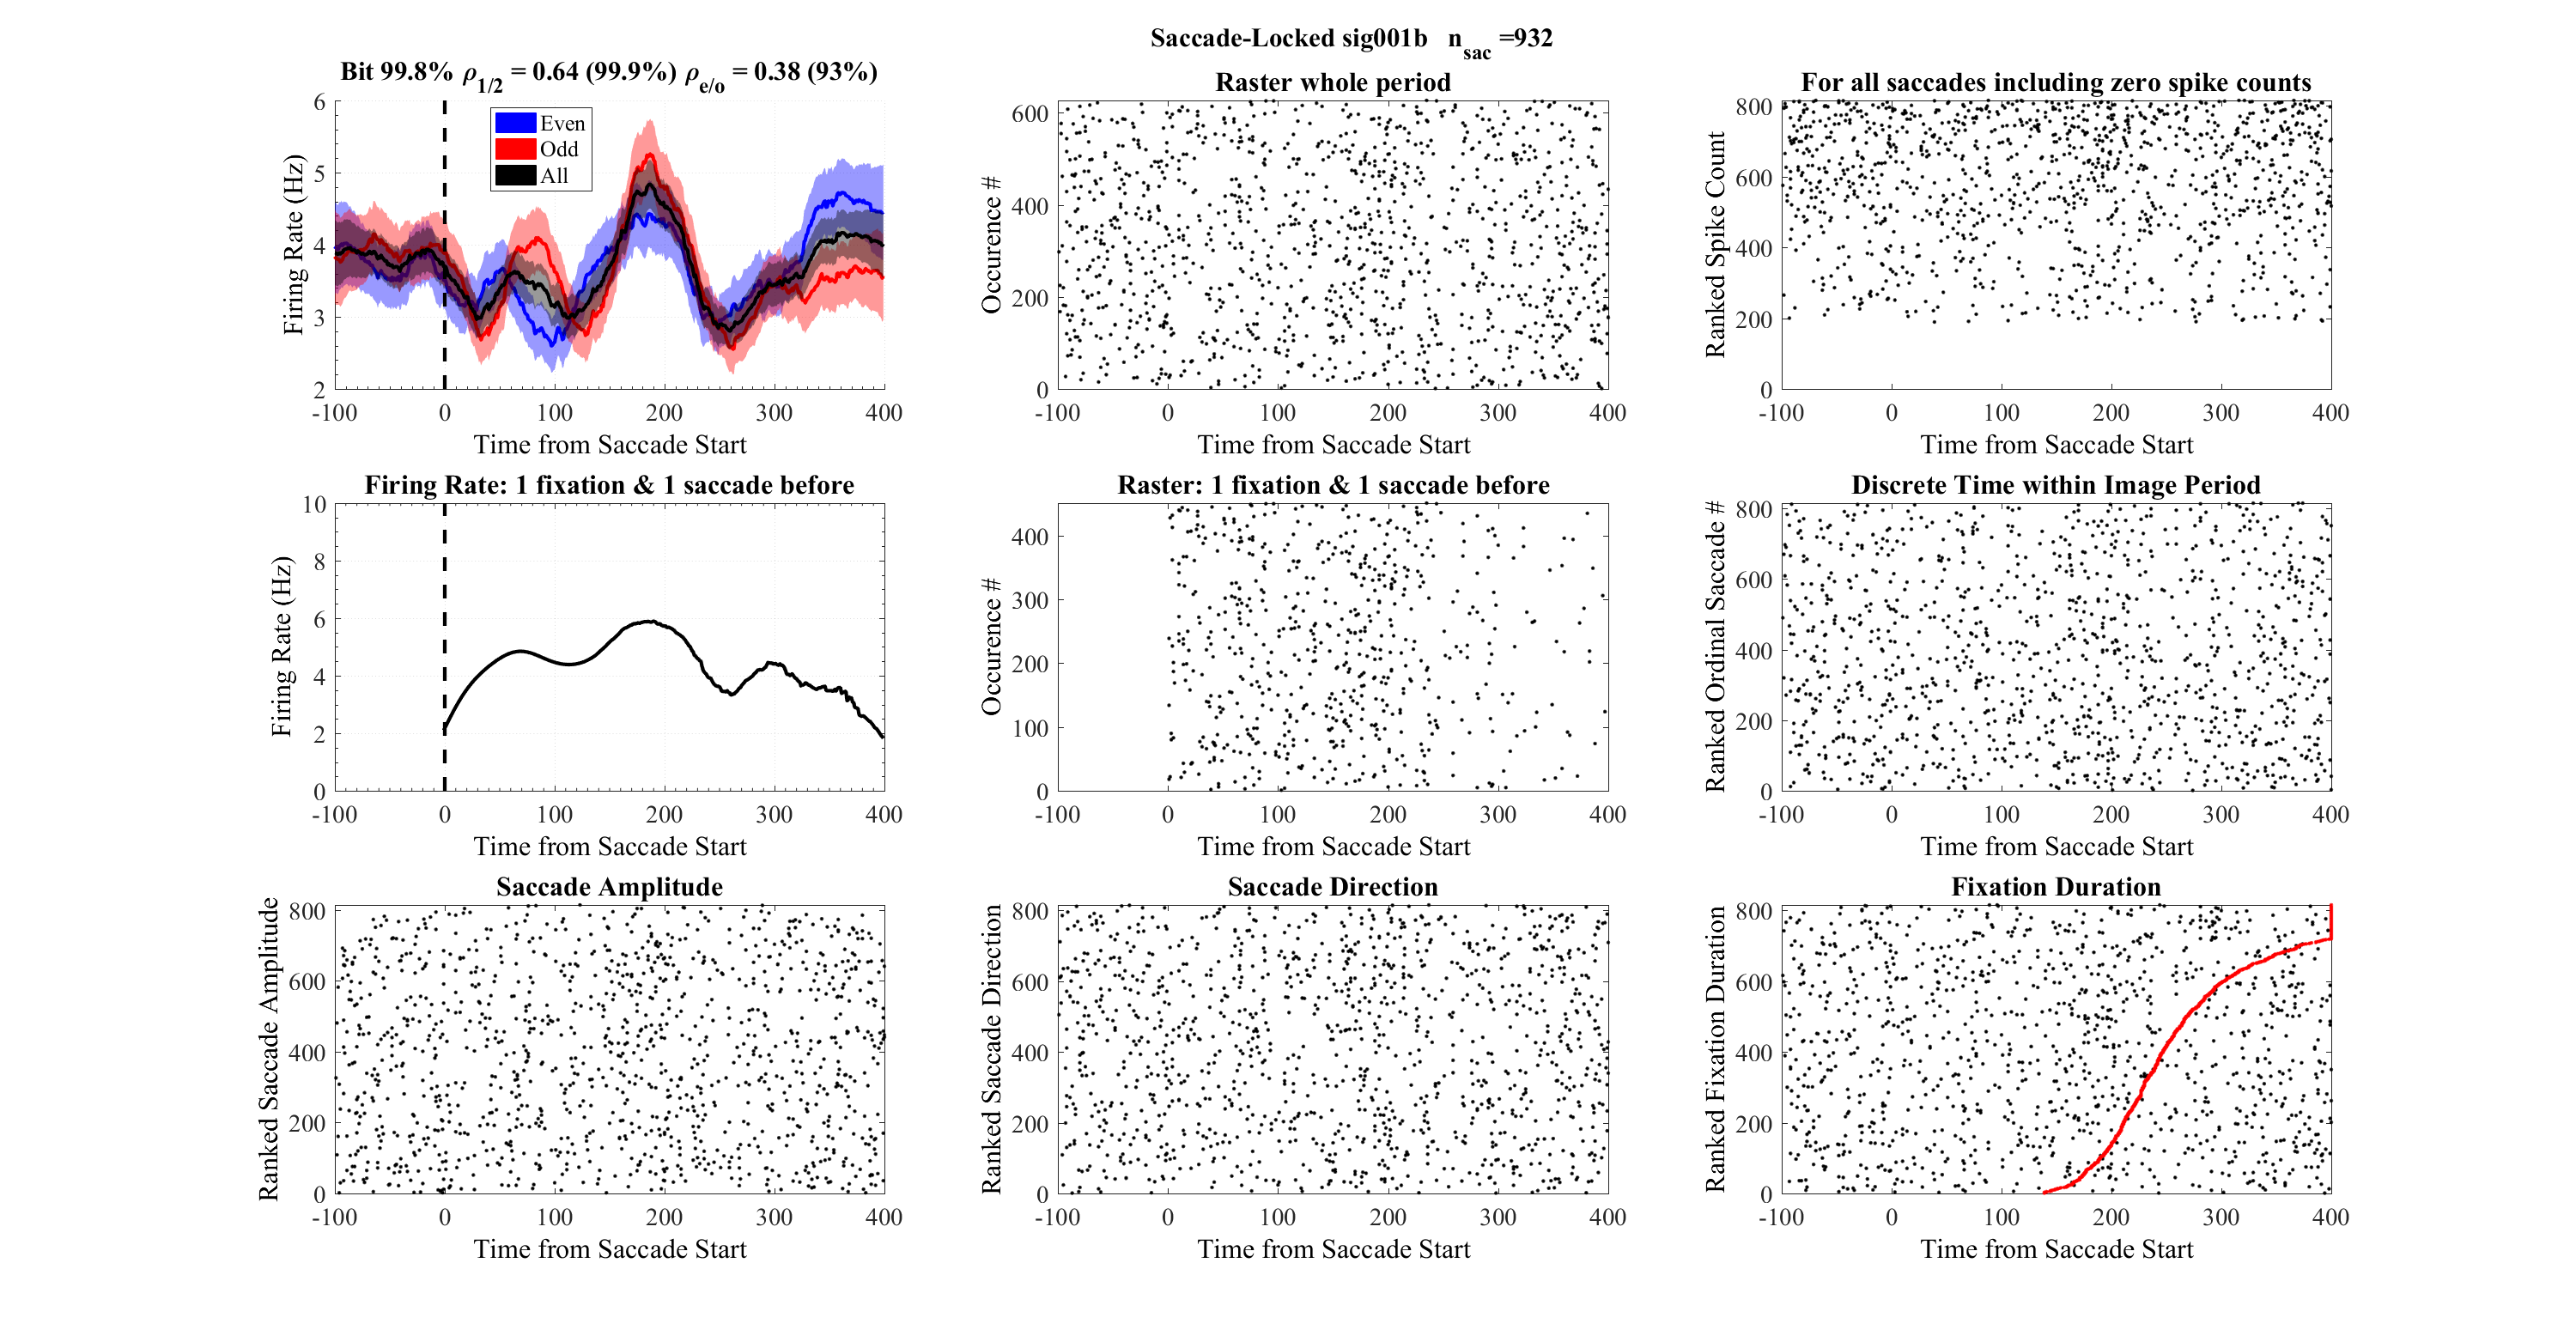 Saccade-Locked sig001b n_sac =932
Bit 99.8% ρ_1/2 = 0.64 (99.9%) ρ_e/o = 0.38 (93%)
Firing Rate (Hz)
6
5
4
3
2
Even
Odd
All
-100 0 100 200 300 400
Time from Saccade Start
Raster whole period
Occurence #
600
400
200
0
-100 0 100 200 300 400
Time from Saccade Start
For all saccades including zero spike counts
Ranked Spike Count
800
600
400
200
0
-100 0 100 200 300 400
Time from Saccade Start
Firing Rate: 1 fixation & 1 saccade before
Firing Rate (Hz)
10
8
6
4
2
0
-100 0 100 200 300 400
Time from Saccade Start
Raster: 1 fixation & 1 saccade before
Occurence #
400
300
200
100
0
-100 0 100 200 300 400
Time from Saccade Start
Discrete Time within Image Period
Ranked Ordinal Saccade #
800
600
400
200
0
-100 0 100 200 300 400
Time from Saccade Start
Saccade Amplitude
Ranked Saccade Amplitude
800
600
400
200
0
-100 0 100 200 300 400
Time from Saccade Start
Saccade Direction
Ranked Saccade Direction
800
600
400
200
0
-100 0 100 200 300 400
Time from Saccade Start
Fixation Duration
Ranked Fixation Duration
800
600
400
200
0
-100 0 100 200 300 400
Time from Saccade Start